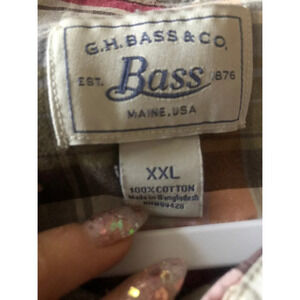 G.H. BASS & CO.
EST. Bass 1876
MAINE, USA
XXL
100% COTTON
Made in Bangladesh